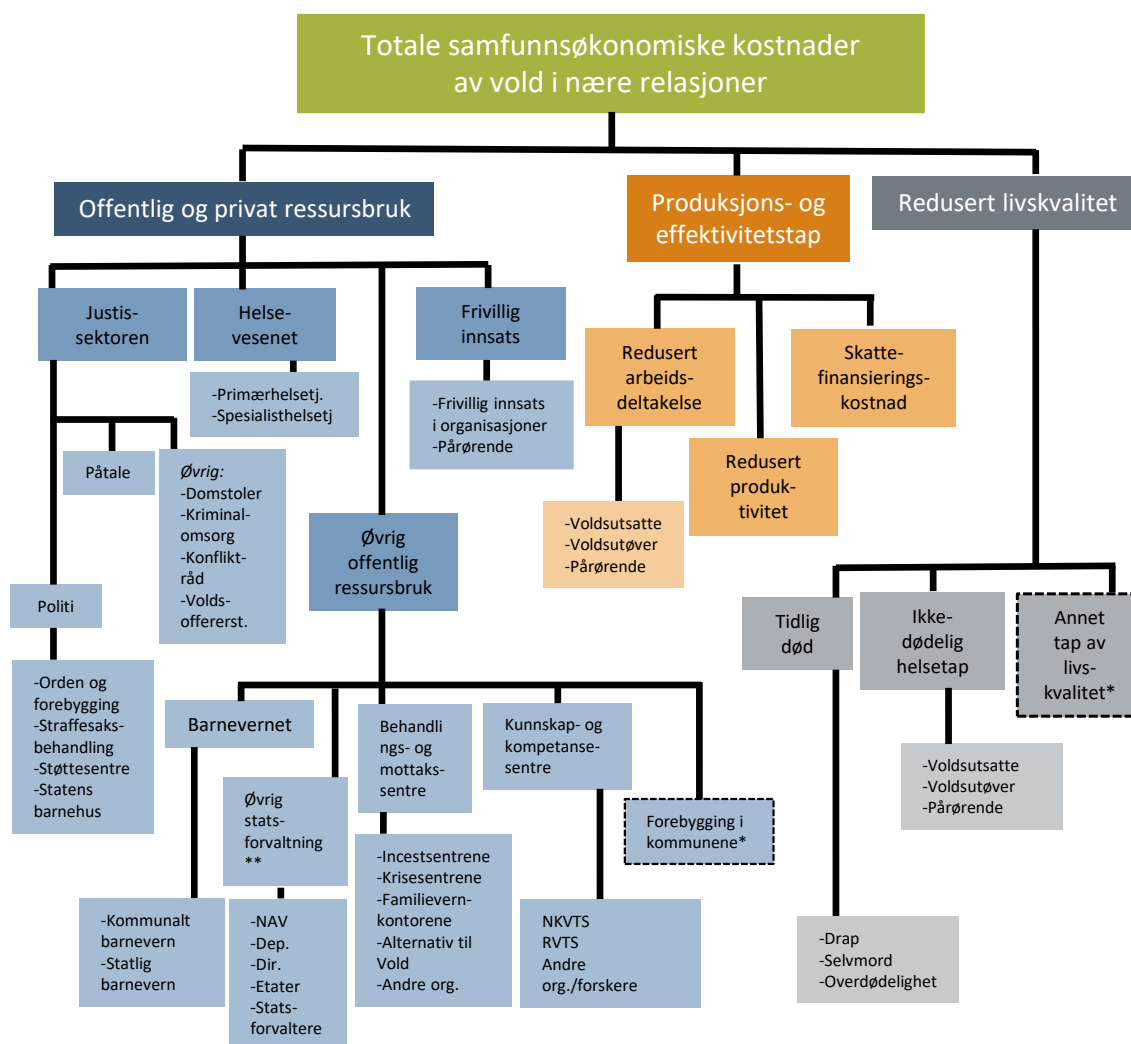 Totale samfunnsøkonomiske kostnader
av vold i nære relasjoner
Offentlig og privat ressursbruk
Produksjons- og
effektivitetstap
Redusert livskvalitet
Justis-
sektoren
Helse-
vesenet
Frivillig
innsats
Redusert
arbeids-
deltakelse
Skatte-
finansierings-
kostnad
-Primærhelsetj.
-Spesialisthelsetj
-Frivillig innsats
i organisasjoner
-Pårørende
Påtale
Øvrig:
-Domstoler
-Kriminal-
omsorg
-Konflikt-
råd
-Volds-
offererst.
Redusert
produk-
tivitet
-Voldsutsatte
-Voldsutøver
-Pårørende
Øvrig
offentlig
ressursbruk
Politi
-Orden og
forebygging
-Straffesaks-
behandling
-Støttesentre
-Statens
barnehus
Tidlig
død
Ikke-
dødelig
helsetap
Annet
tap av
livs-
kvalitet*
Barnevernet
Øvrig
stats-
forvaltning
**
Behandli
ngs- og
mottaks-
sentre
Kunnskap- og
kompetanse-
sentre
Forebygging i
kommunene*
-Voldsutsatte
-Voldsutøver
-Pårørende
-Kommunalt
barnevern
-Statlig
barnevern
-NAV
-Dep.
-Dir.
-Etater
-Stats-
forvaltere
-Incestsentrene
-Krisesentrene
-Familievern-
kontorene
-Alternativ til
Vold
-Andre org.
NKVTS
RVTS
Andre
org./forskere
-Drap
-Selvmord
-Overdødelighet